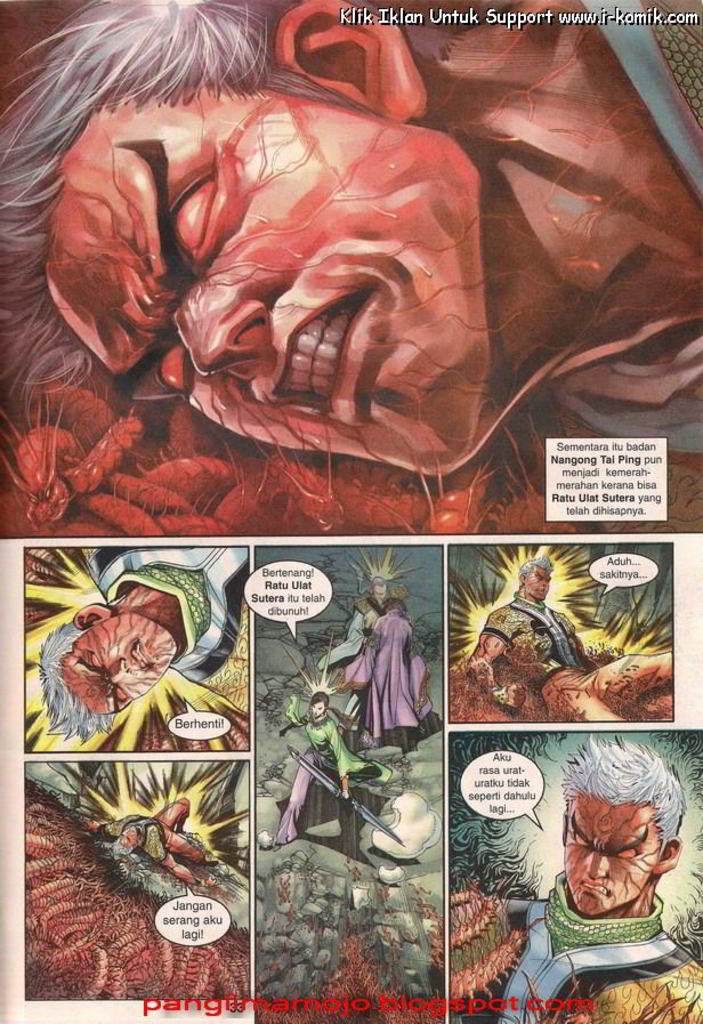 Klik Iklan Untuk Support www.i-komik.com
Sementara itu badan
Nangong Tai Ping pun
menjadi kemerah-
merahan kerana bisa
Ratu Ulat Sutera yang
telah dihisapnya.
Berhenti!
Jangan
serang aku
lagi!
Bertenang!
Ratu Ulat
Sutera itu telah
dibunuh!
Aduh...
sakitnya...
Aku
rasa urat-
uratku tidak
seperti dahulu
lagi...
33
panglimamojo.blogspot.com